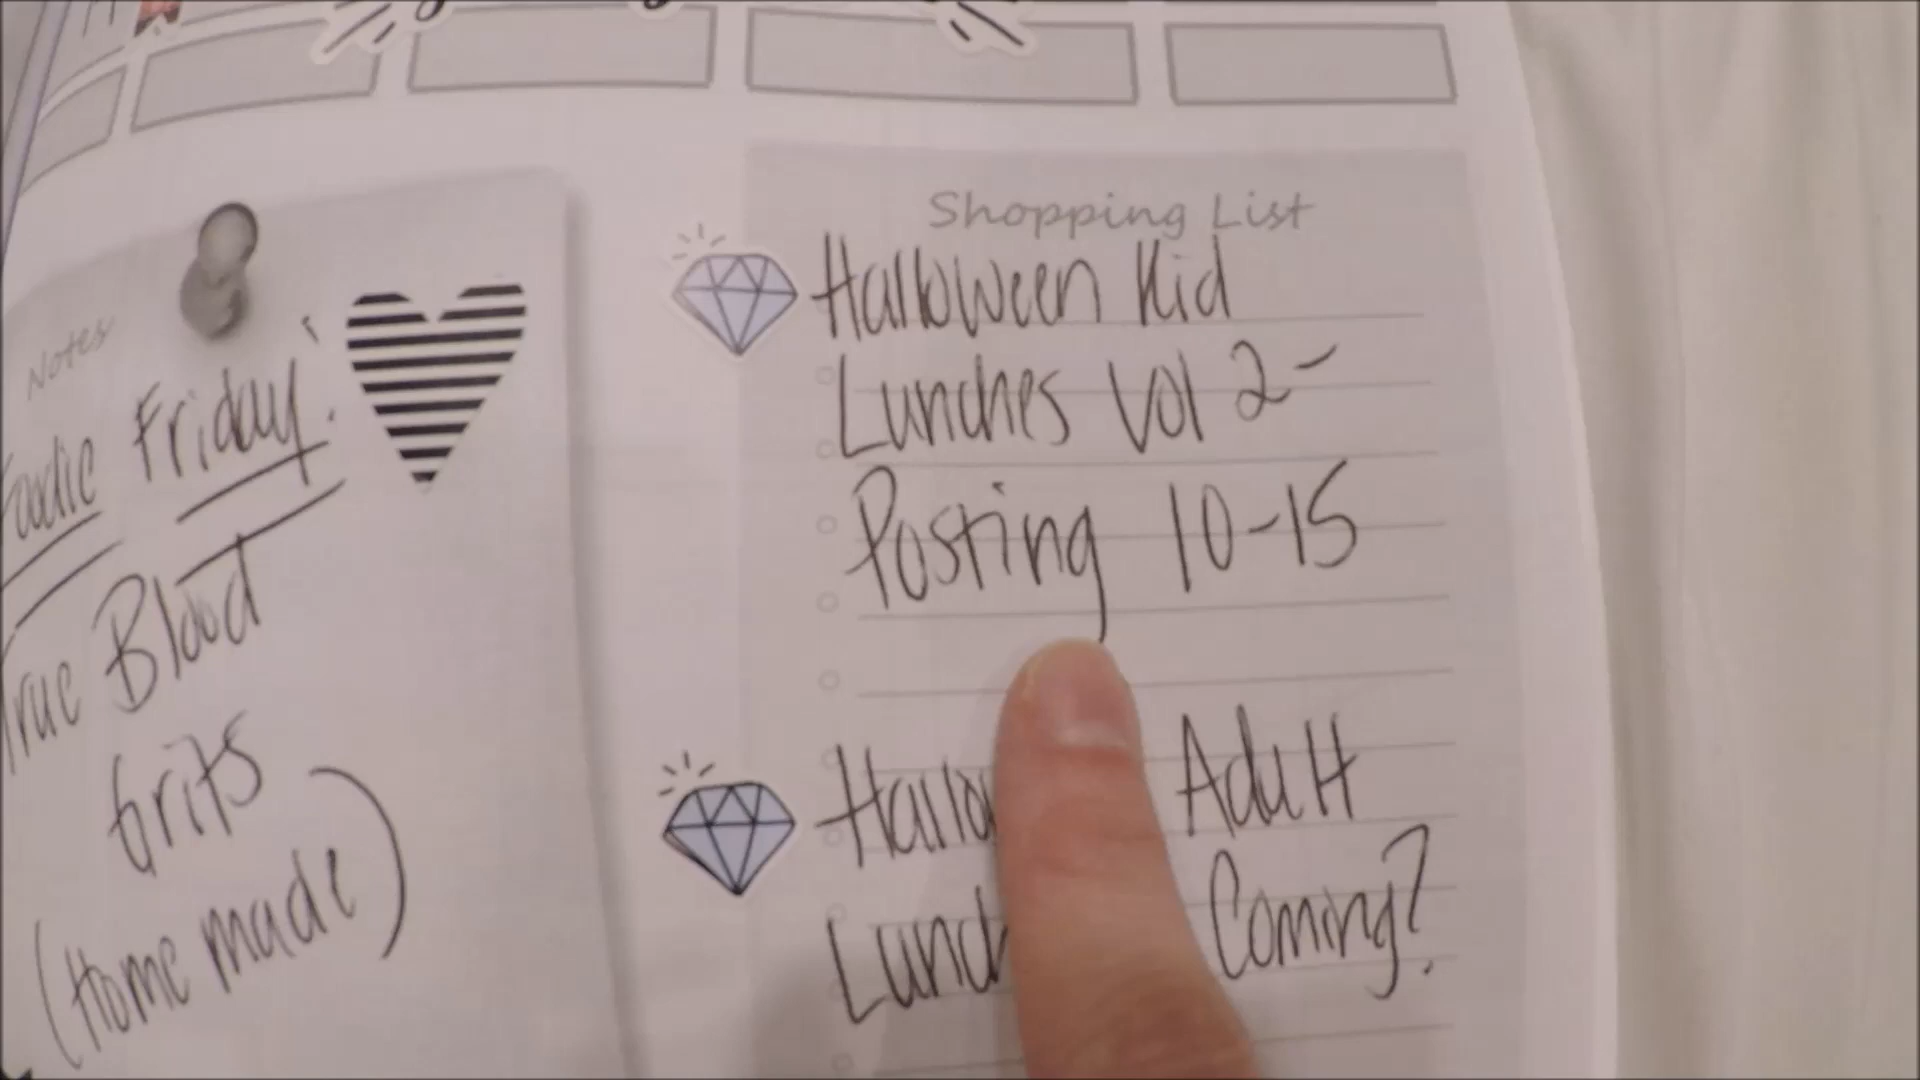 Notes
Foodie Friday:
True Blood
Grits
(Home made)
Shopping List
Halloween Kid
Lunches Vol 2-
Posting 10-15
Adult
Coming?